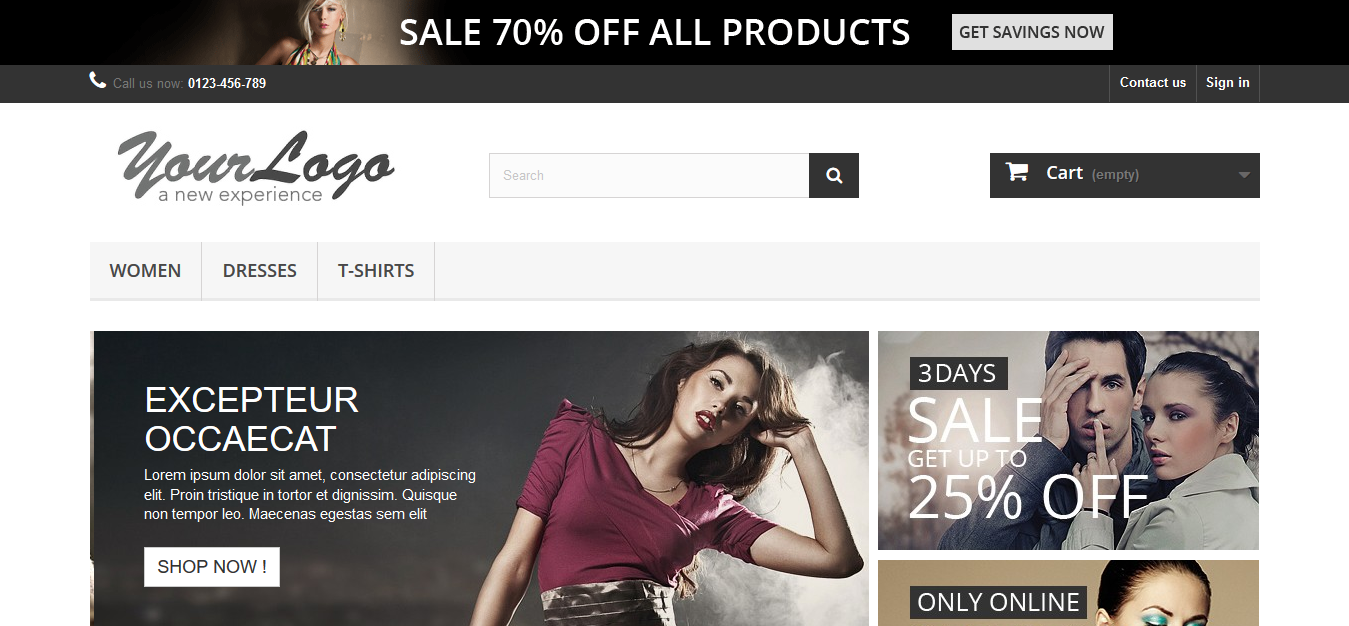 SALE 70% OFF ALL PRODUCTS GET SAVINGS NOW
Call us now: 0123-456-789 Contact us Sign in
YourLogo
a new experience
Search
Cart (empty)
WOMEN DRESSES T-SHIRTS
EXCEPTEUR
OCCAECAT
Lorem ipsum dolor sit amet, consectetur adipiscing
elit. Proin tristique in tortor et dignissim. Quisque
non tempor leo. Maecenas egestas sem elit
SHOP NOW !
3 DAYS
SALE
GET UP TO
25% OFF
ONLY ONLINE